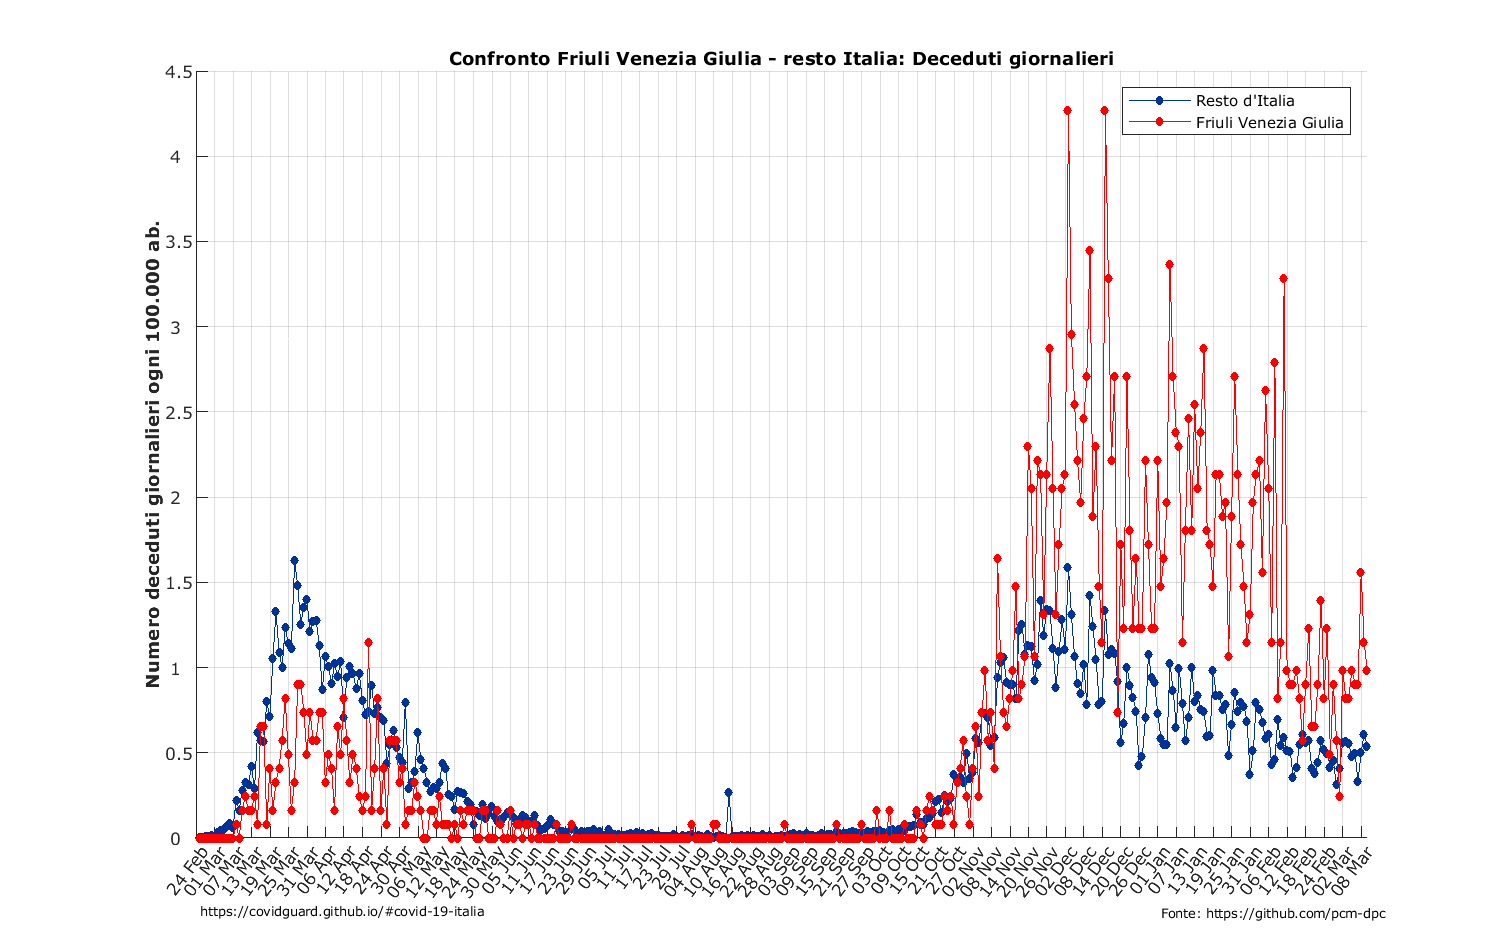 Confronto Friuli Venezia Giulia - resto Italia: Deceduti giornalieri
Resto d'Italia
Friuli Venezia Giulia
Numero deceduti giornalieri ogni 100.000 ab.
4.5
4
3.5
3
2.5
2
1.5
1
0.5
0
24 Feb
01 Mar
07 Mar
13 Mar
19 Mar
25 Mar
31 Mar
06 Apr
12 Apr
18 Apr
24 Apr
30 Apr
06 May
12 May
18 May
24 May
30 May
05 Jun
11 Jun
17 Jun
23 Jun
29 Jun
05 Jul
11 Jul
17 Jul
23 Jul
29 Jul
04 Aug
10 Aug
16 Aug
22 Aug
28 Aug
03 Sep
09 Sep
15 Sep
21 Sep
27 Sep
03 Oct
09 Oct
15 Oct
21 Oct
27 Oct
02 Nov
08 Nov
14 Nov
20 Nov
26 Nov
02 Dec
08 Dec
14 Dec
20 Dec
26 Dec
01 Jan
07 Jan
13 Jan
19 Jan
25 Jan
31 Jan
06 Feb
12 Feb
18 Feb
24 Feb
02 Mar
08 Mar
https://covidguard.github.io/#covid-19-italia
Fonte: https://github.com/pcm-dpc